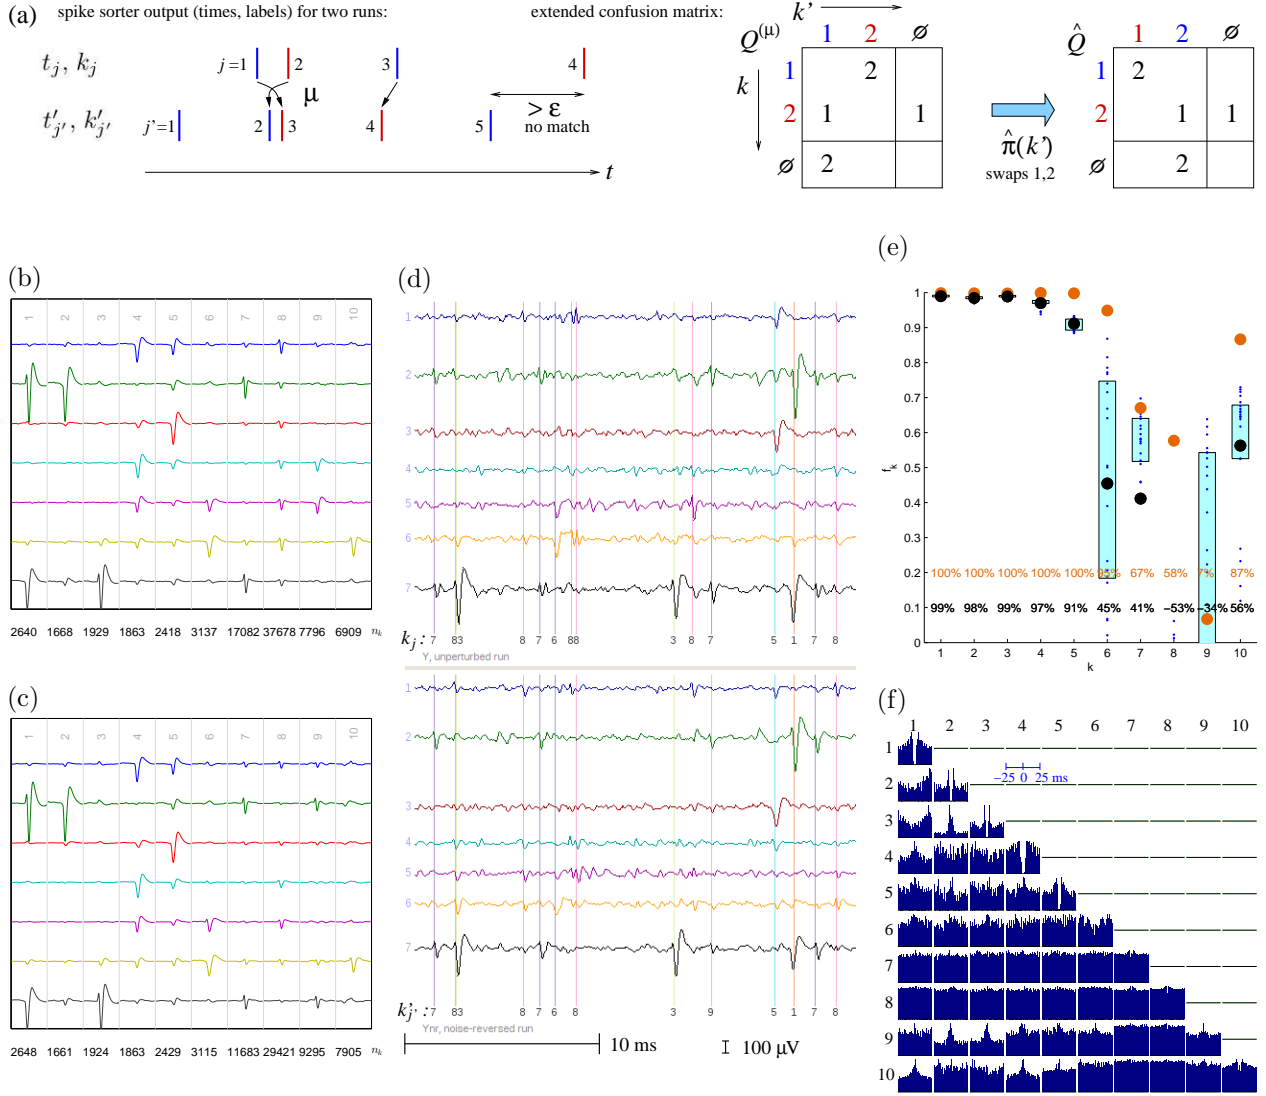 (a)
spike sorter output (times, labels) for two runs:
extended confusion matrix:
k'
Q^(μ)
1 2 ∅
Q̂
1 2 ∅
t_j, k_j
j=1 2 3 4
μ
k
1 2
2 1 1
∅ 2
1 2
2 1 1
∅ 2
t'_j', k'_j'
j'=1 2 3 4 5
> ε
no match
π̂(k')
swaps 1,2
t
(b)
1 2 3 4 5 6 7 8 9 10
2640 1668 1929 1863 2418 3137 17082 37678 7796 6909 n_k
(c)
1 2 3 4 5 6 7 8 9 10
2648 1661 1924 1863 2429 3115 11683 29421 9295 7905 n_k
(d)
1
2
3
4
5
6
7
k_j: 7 83 8 7 6 88 3 8 7 5 1 7 8
Y, unperturbed run
1
2
3
4
5
6
7
k'_j': 7 83 8 7 6 8 3 9 5 1 7 8
Ynr, noise-reversed run
10 ms
100 μV
(e)
1
0.9
0.8
0.7
0.6
0.5
0.4
0.3
0.2
0.1
0
f_k
100% 100% 100% 100% 100% 95% 67% 58% 7% 87%
99% 98% 99% 97% 91% 45% 41% −53% −34% 56%
1 2 3 4 5 6 7 8 9 10
k
(f)
1 2 3 4 5 6 7 8 9 10
1
2
−25 0 25 ms
3
4
5
6
7
8
9
10